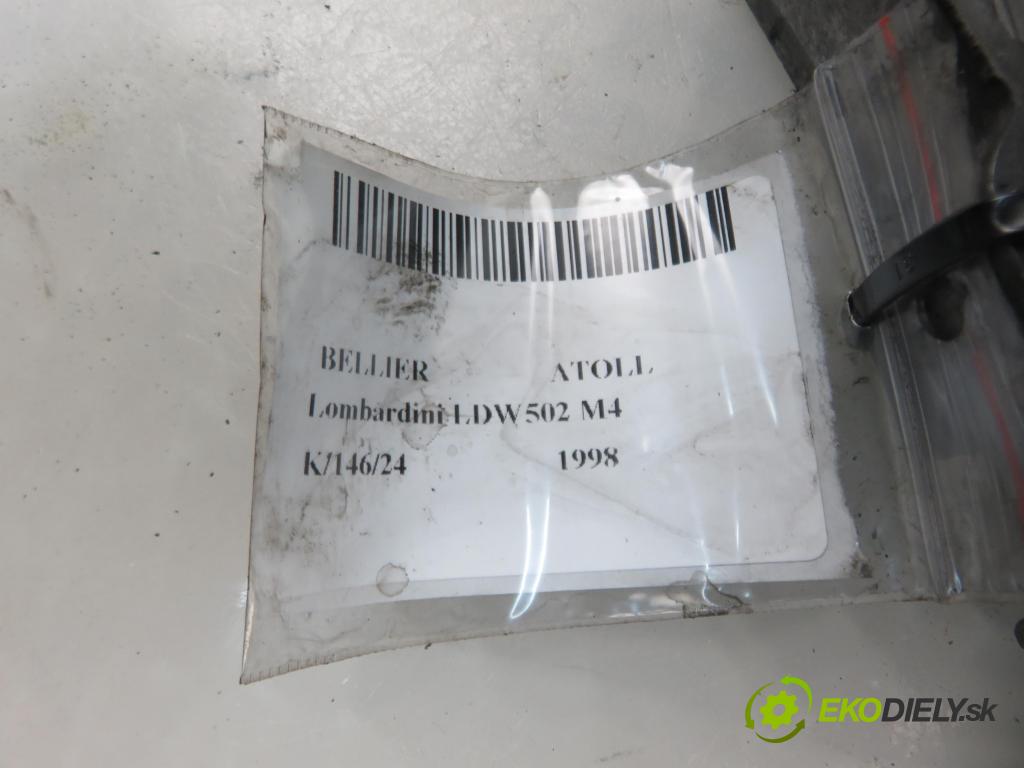 BELLIER ATOLL
Lombardini LDW502 M4
K/146/24 1998
EKODIELY.sk